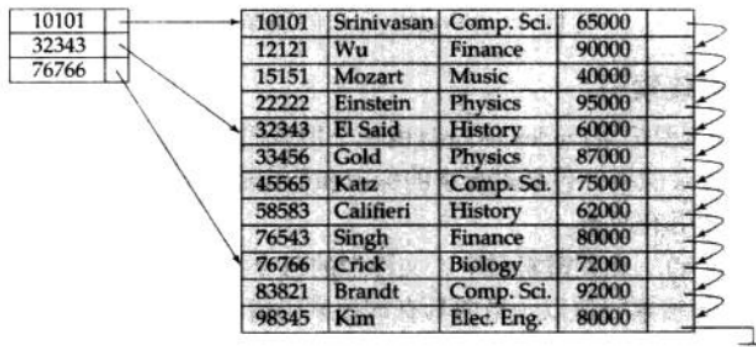 10101
32343
76766
10101 Srinivasan Comp. Sci. 65000
12121 Wu Finance 90000
15151 Mozart Music 40000
22222 Einstein Physics 95000
32343 El Said History 60000
33456 Gold Physics 87000
45565 Katz Comp. Sci. 75000
58583 Califieri History 62000
76543 Singh Finance 80000
76766 Crick Biology 72000
83821 Brandt Comp. Sci. 92000
98345 Kim Elec. Eng. 80000